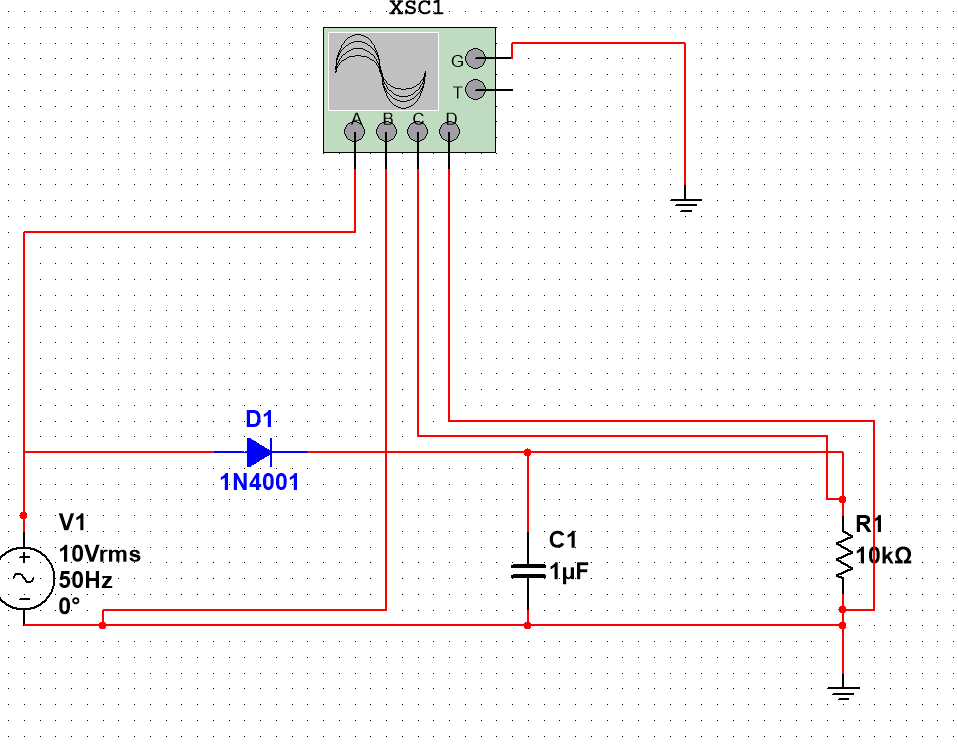 XSC1
G
T
A B C D
D1
1N4001
V1
10Vrms
50Hz
0°
C1
1µF
R1
10kΩ